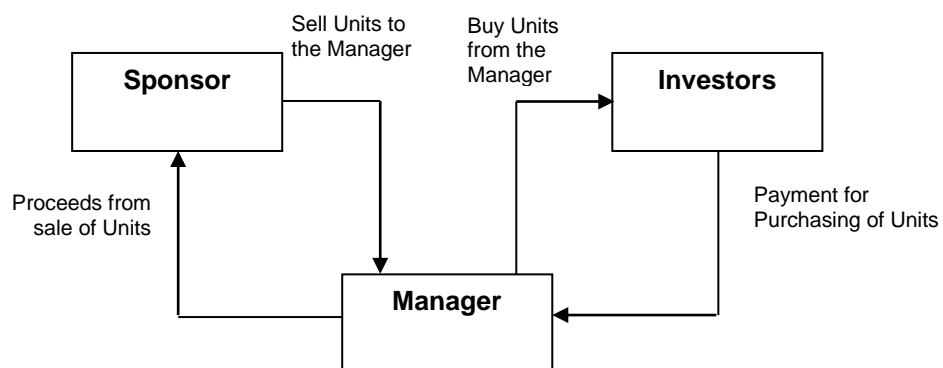 Sell Units to
the Manager
Buy Units
from the
Manager
Sponsor
Investors
Proceeds from
sale of Units
Payment for
Purchasing of Units
Manager